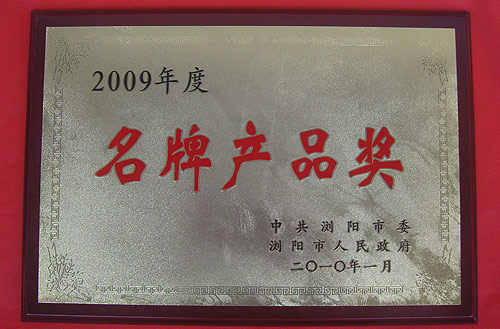 2009年度
名牌产品奖
中共浏阳市委
浏阳市人民政府
二〇一〇年一月